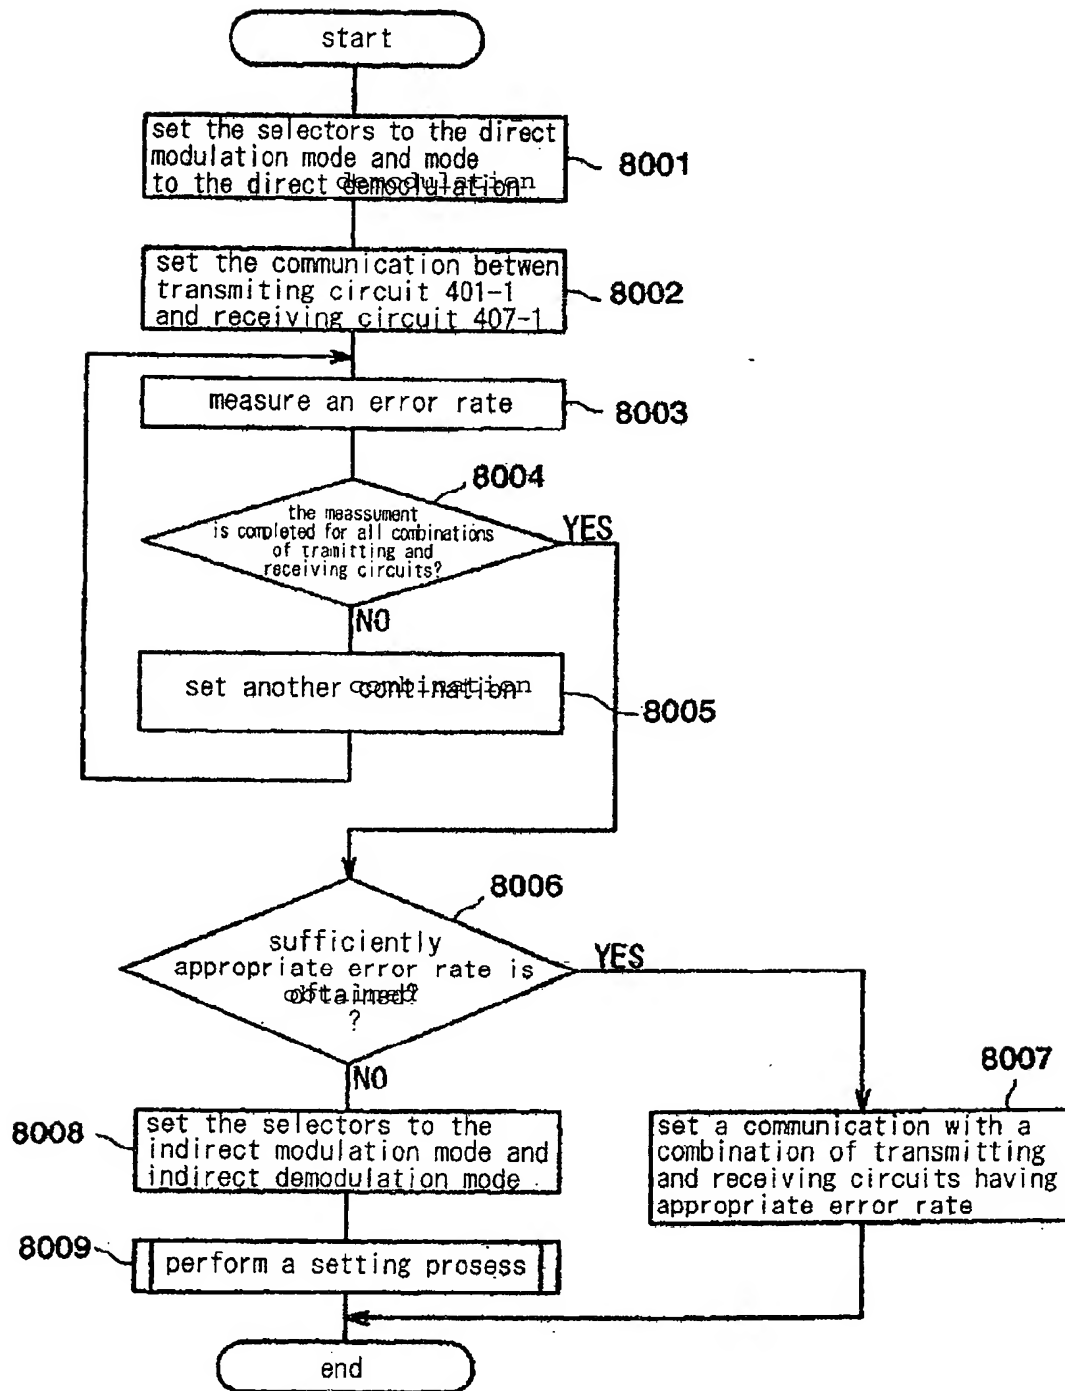 start
set the selectors to the direct
modulation mode and mode
to the direct demodulation
8001
set the communication betwen
transmiting circuit 401-1
and receiving circuit 407-1
8002
measure an error rate
8003
8004
the meassument
is completed for all combinations
of tramitting and
receiving circuits?
YES
NO
set another combination
8005
8006
sufficiently
appropriate error rate is
obtained?
?
YES
NO
8007
8008
set the selectors to the
indirect modulation mode and
indirect demodulation mode
set a communication with a
combination of transmitting
and receiving circuits having
appropriate error rate
8009
perform a setting prosess
end